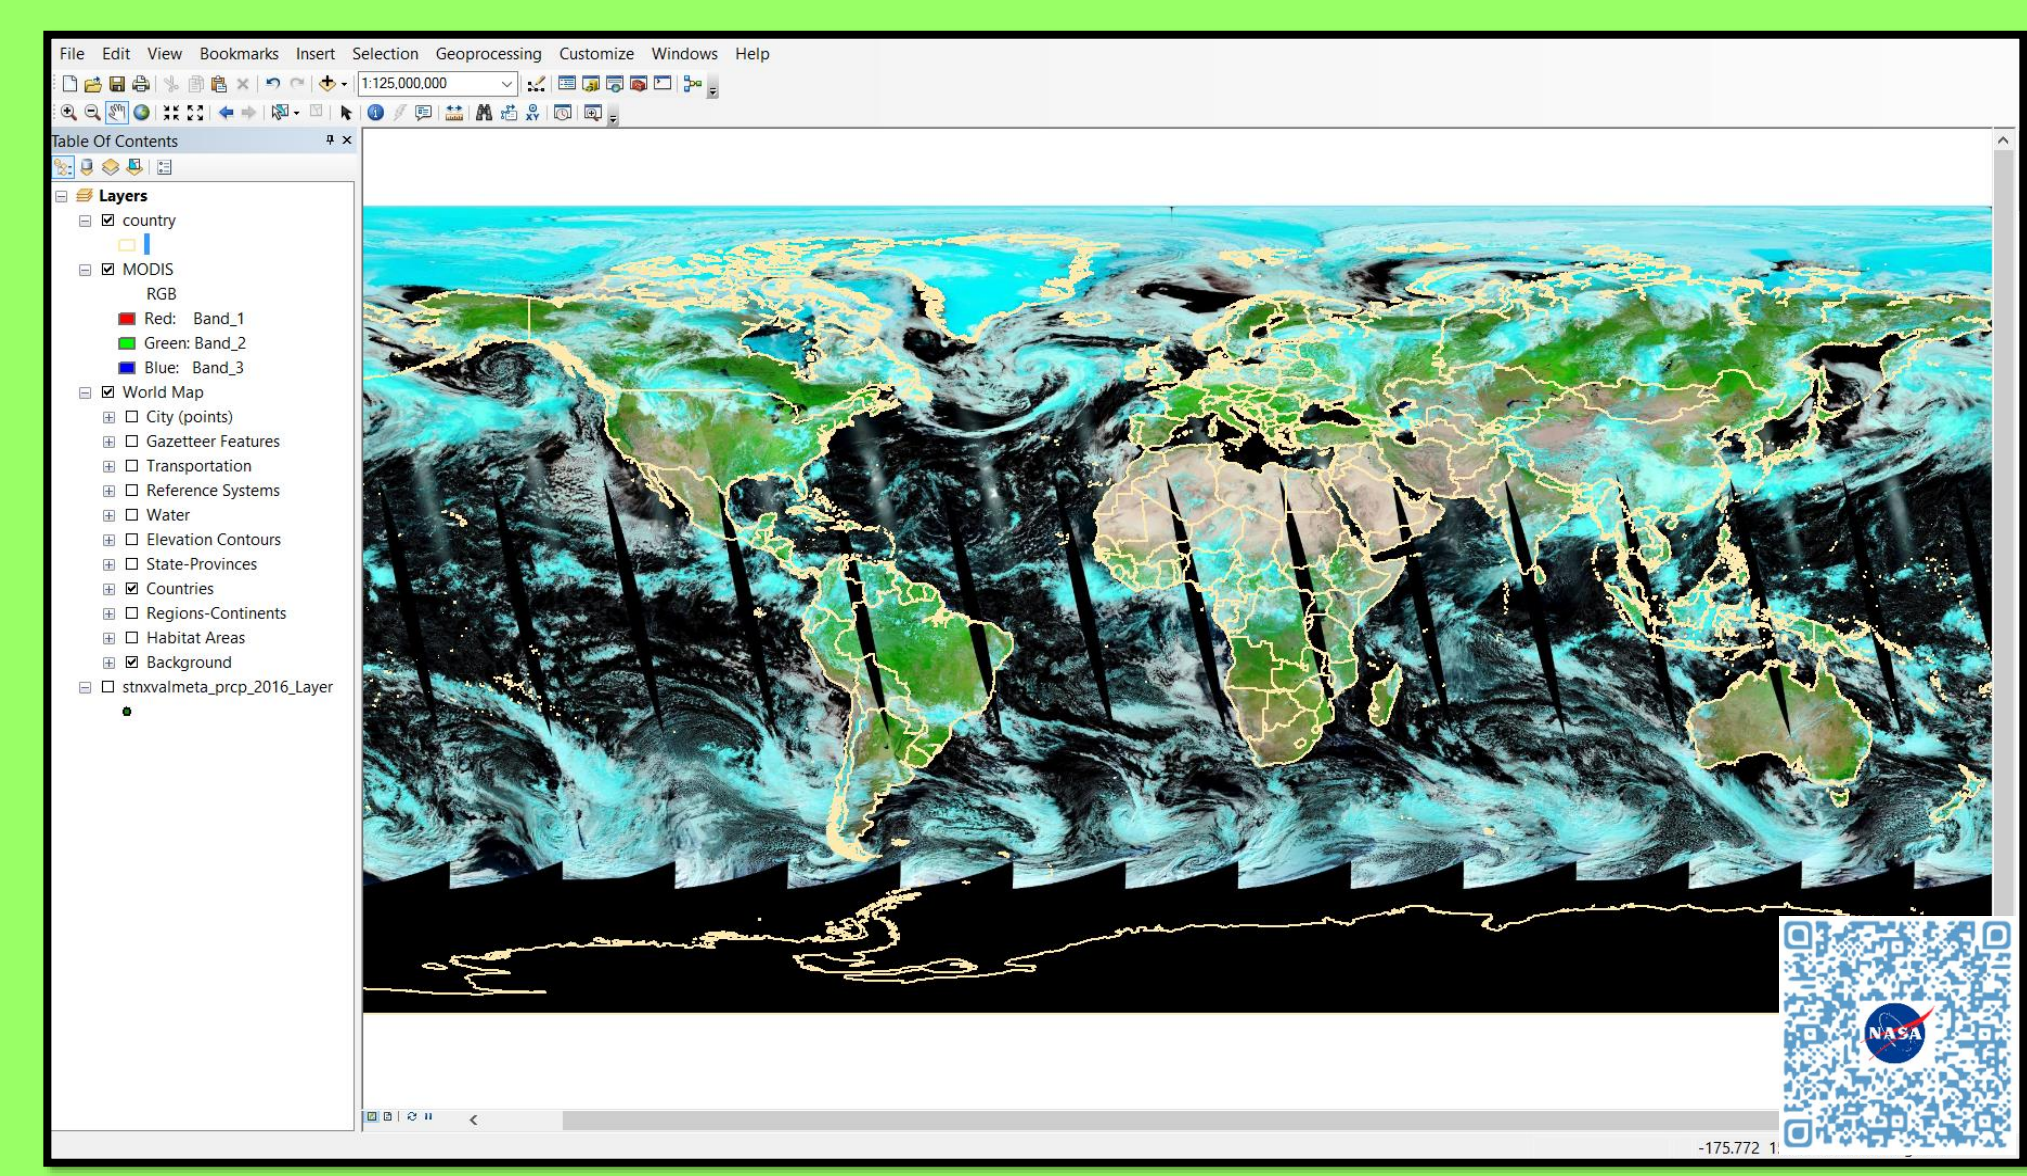 File Edit View Bookmarks Insert Selection Geoprocessing Customize Windows Help
1:125,000,000
Table Of Contents
Layers
country
MODIS
RGB
Red: Band_1
Green: Band_2
Blue: Band_3
World Map
City (points)
Gazetteer Features
Transportation
Reference Systems
Water
Elevation Contours
State-Provinces
Countries
Regions-Continents
Habitat Areas
Background
stnxvalmeta_prcp_2016_Layer
NASA
-175.772